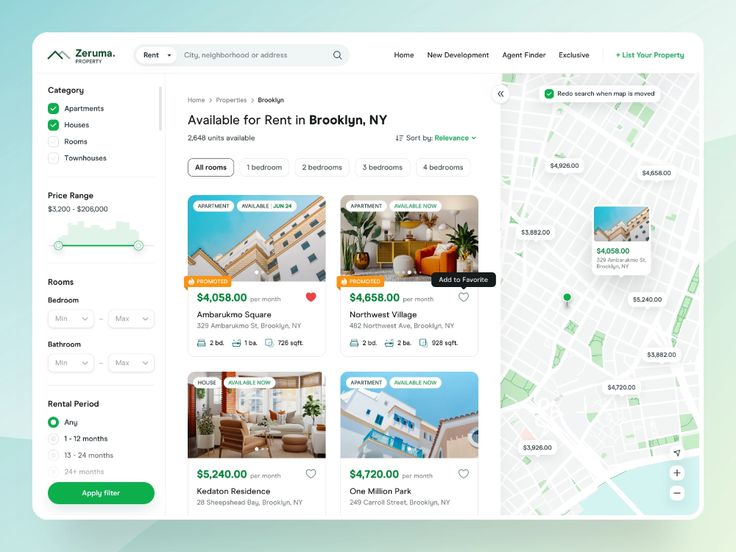 Zeruma.
PROPERTY
Rent
City, neighborhood or address
Home
New Development
Agent Finder
Exclusive
+ List Your Property
Category
Apartments
Houses
Rooms
Townhouses
Price Range
$3,200 - $206,000
Rooms
Bedroom
Min – Max
Bathroom
Min – Max
Rental Period
Any
1 - 12 months
13 - 24 months
24+ months
Apply filter
Home > Properties > Brooklyn
Available for Rent in Brooklyn, NY
2,648 units available
Sort by: Relevance
All rooms
1 bedroom
2 bedrooms
3 bedrooms
4 bedrooms
APARTMENT
AVAILABLE JUN 24
PROMOTED
$4,058.00 per month
Ambarukmo Square
329 Ambarukmo St, Brooklyn, NY
2 bd. 1 ba. 726 sqft.
APARTMENT
AVAILABLE NOW
PROMOTED
Add to Favorite
$4,658.00 per month
Northwest Village
482 Northwest Ave, Brooklyn, NY
2 bd. 2 ba. 928 sqft.
HOUSE
AVAILABLE NOW
$5,240.00 per month
Kedaton Residence
28 Sheepshead Bay, Brooklyn, NY
APARTMENT
AVAILABLE NOW
$4,720.00 per month
One Million Park
249 Carroll Street, Brooklyn, NY
Redo search when map is moved
$4,926.00
$4,658.00
$3,882.00
$4,058.00
329 Ambarakmo St,
Brooklyn, NY
$5,240.00
$3,882.00
$4,720.00
$3,926.00